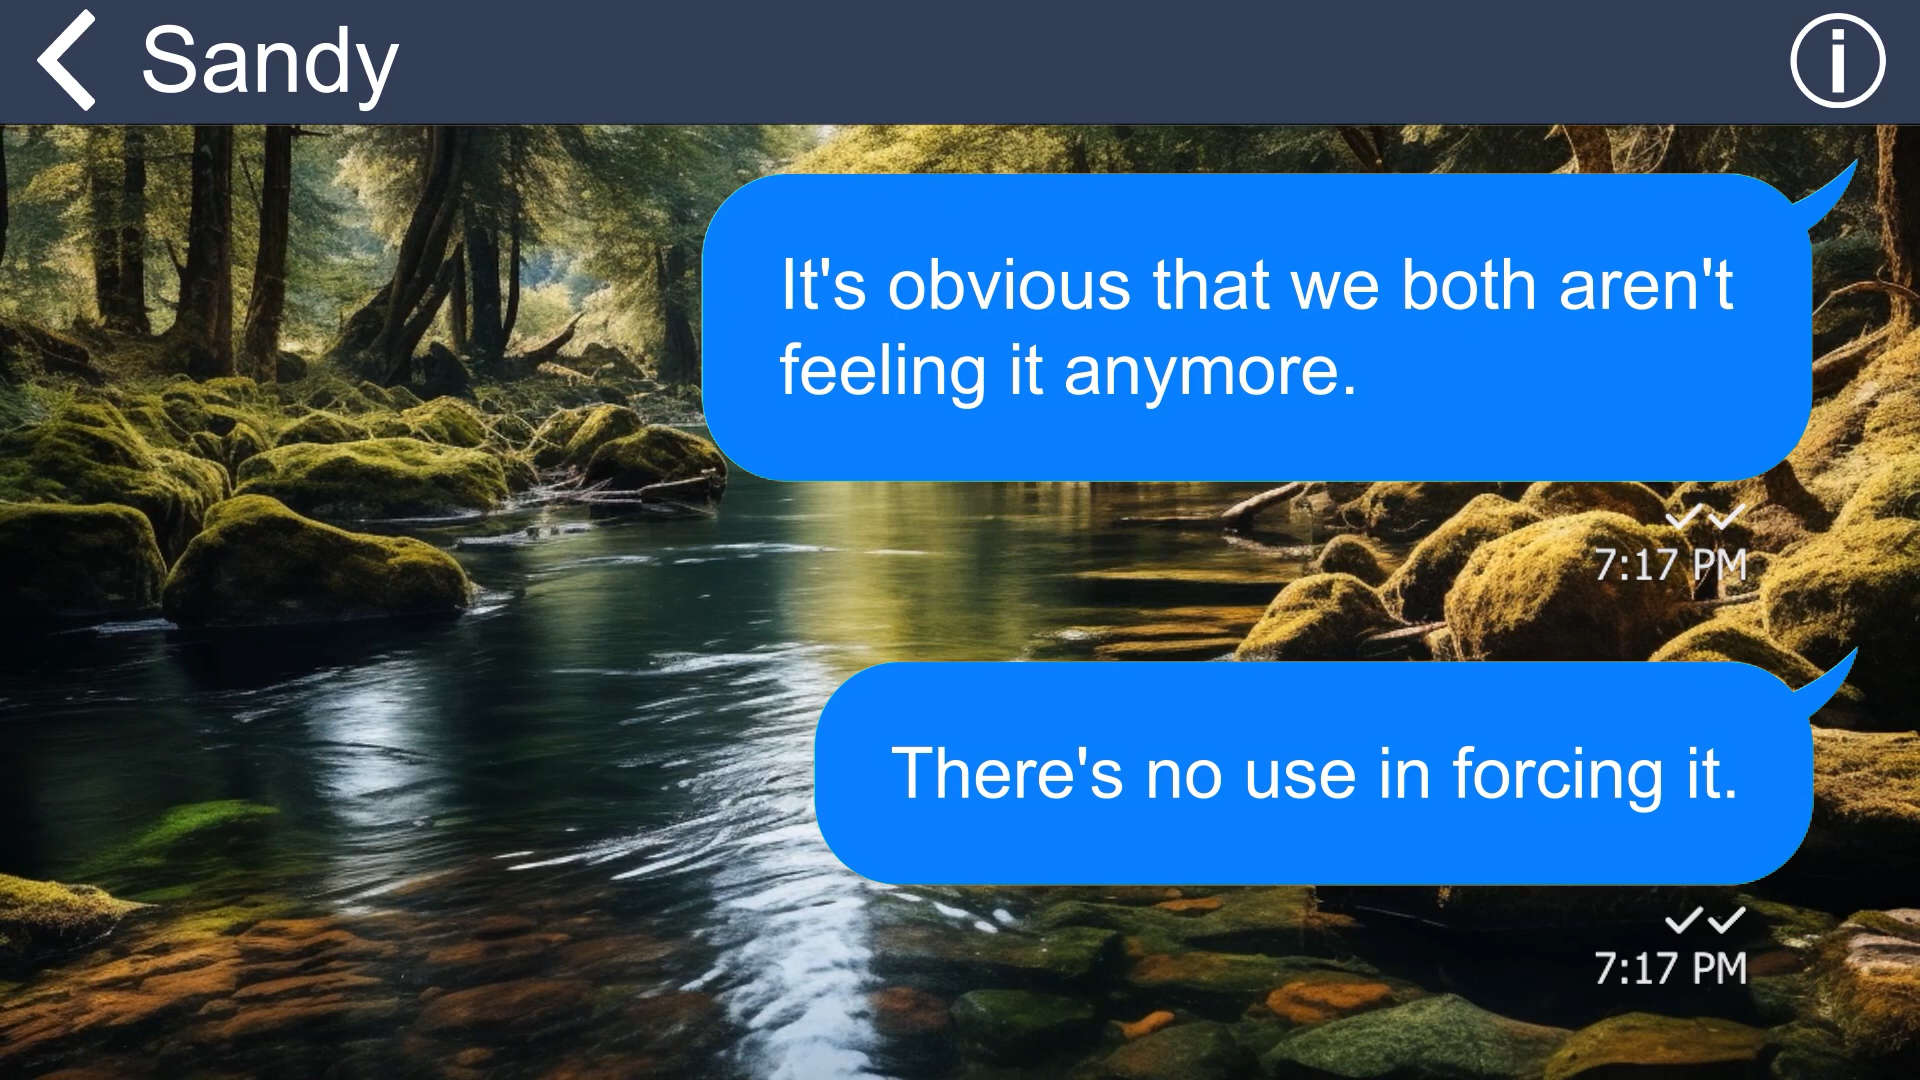 Sandy
It's obvious that we both aren't
feeling it anymore.
7:17 PM
There's no use in forcing it.
7:17 PM